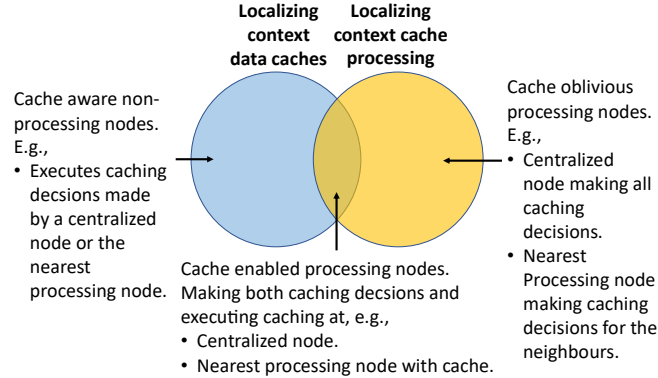 Localizing
context
data caches
Localizing
context cache
processing
Cache aware non-
processing nodes.
E.g.,
• Executes caching
decsions made
by a centralized
node or the
nearest
processing node.
Cache enabled processing nodes.
Making both caching decsions and
executing caching at, e.g.,
• Centralized node.
• Nearest processing node with cache.
Cache oblivious
processing nodes.
E.g.,
• Centralized
node making all
caching
decisions.
• Nearest
Processing node
making caching
decisions for the
neighbours.